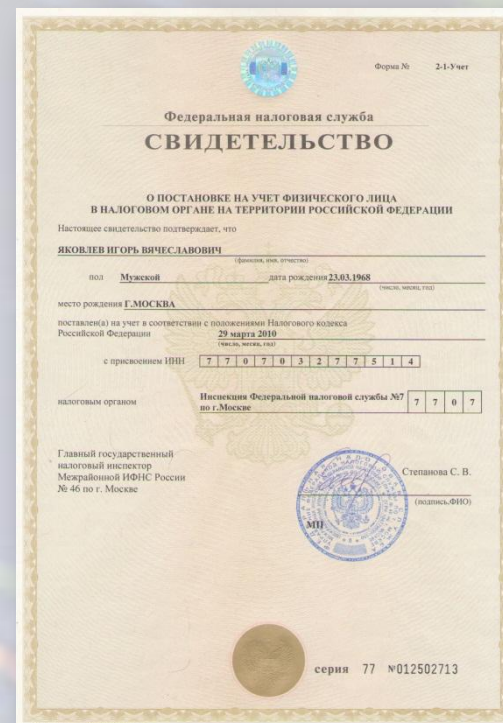 Форма № 2-1-Учет
Федеральная налоговая служба
СВИДЕТЕЛЬСТВО
О ПОСТАНОВКЕ НА УЧЕТ ФИЗИЧЕСКОГО ЛИЦА
В НАЛОГОВОМ ОРГАНЕ НА ТЕРРИТОРИИ РОССИЙСКОЙ ФЕДЕРАЦИИ
Настоящее свидетельство подтверждает, что
ЯКОВЛЕВ ИГОРЬ ВЯЧЕСЛАВОВИЧ
(фамилия, имя, отчество)
пол Мужской дата рождения 23.03.1968
(число, месяц, год)
место рождения Г.МОСКВА
поставлен(а) на учет в соответствии с положениями Налогового кодекса
Российской Федерации 29 марта 2010
(число, месяц, год)
с присвоением ИНН 7 7 0 7 0 3 2 7 7 5 1 4
налоговым органом Инспекция Федеральной налоговой службы №7 7 7 0 7
по г.Москве
Главный государственный
налоговый инспектор
Межрайонной ИФНС России
№ 46 по г. Москве
Степанова С. В.
(подпись,ФИО)
МП
серия 77 №012502713